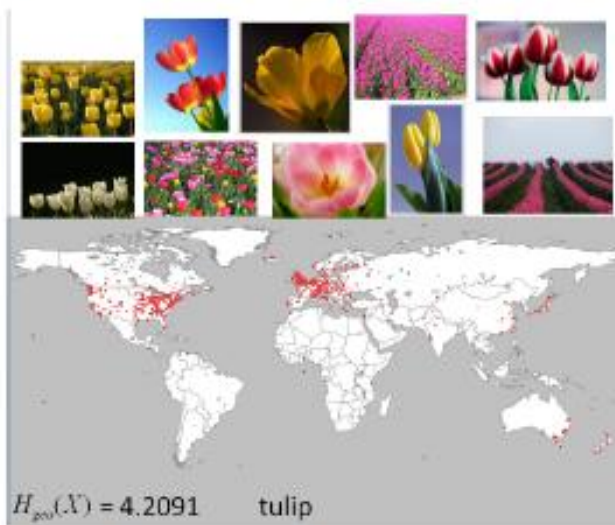 H_geo(X) = 4.2091 tulip